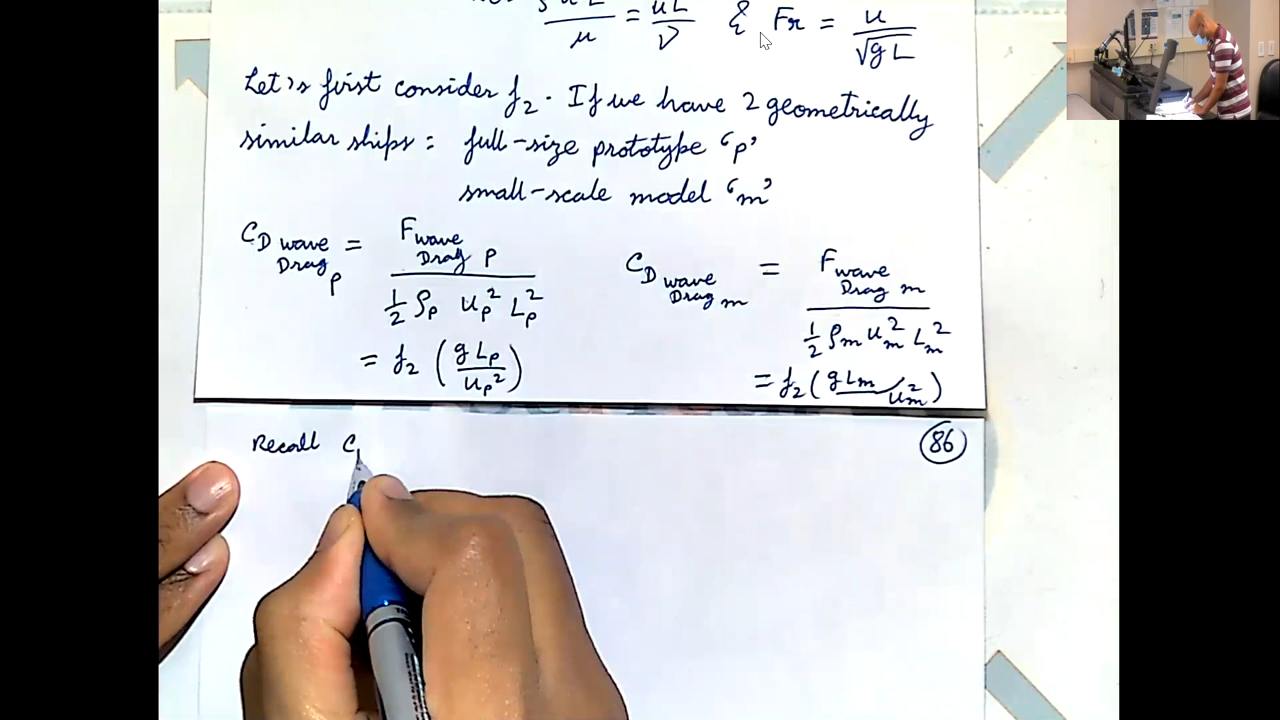 μ = uL/ν & Fr = u/√gL
Let's first consider f₂. If we have 2 geometrically
similar ships: full-size prototype 'p'
small-scale model 'm'
C_D wave Drag p = F wave Drag p / ½ ρp up² Lp²
C_D wave Drag m = F wave Drag m / ½ ρm um² Lm²
= f₂ (gLp/up²)
= f₂ (gLm/um²)
Recall C
86